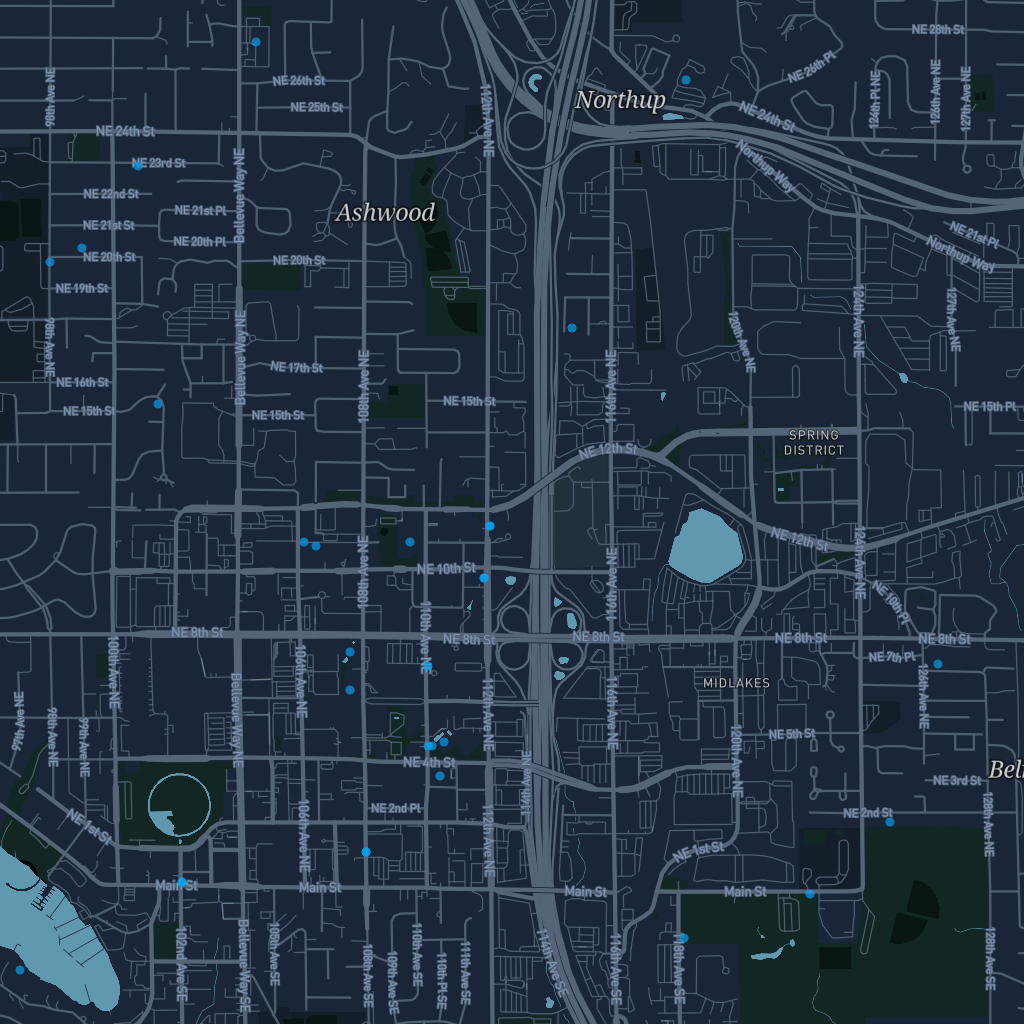 NE 28th St
NE 26th Pl
98th Ave NE
NE 26th St
NE 25th St
112th Ave NE
Northup
124th Pl NE
126th Ave NE
127th Ave NE
NE 24th St
NE 24th St
NE 23rd St
Northup Way
NE 22nd St
Bellevue Way NE
NE 21st Pl
Ashwood
NE 21st St
NE 20th Pl
NE 21st Pl
Northup Way
NE 20th St
NE 20th St
NE 19th St
98th Ave NE
Bellevue Way NE
124th Ave NE
127th Ave NE
120th Ave NE
108th Ave NE
116th Ave NE
NE 17th St
NE 16th St
NE 15th St
NE 15th St
NE 15th St
NE 15th Pl
SPRING
DISTRICT
NE 12th St
NE 12th St
108th Ave NE
116th Ave NE
124th Ave NE
NE 10th St
NE 10th Pl
110th Ave NE
NE 8th St
NE 8th St
NE 8th St
NE 8th St
NE 8th St
100th Ave NE
106th Ave NE
NE 7th Pl
Bellevue Way NE
112th Ave NE
116th Ave NE
126th Ave NE
MIDLAKES
97th Ave NE
98th Ave NE
99th Ave NE
120th Ave NE
NE 5th St
NE 4th St
114th Ave NE
Bel
NE 3rd St
NE 2nd Pl
NE 2nd St
NE 1st St
106th Ave NE
112th Ave NE
128th Ave NE
NE 1st St
Main St
Main St
Main St
Main St
102nd Ave SE
Bellevue Way SE
105th Ave SE
108th Ave SE
109th Ave SE
110th Ave SE
110th Pl SE
111th Ave SE
114th Ave SE
116th Ave SE
118th Ave SE
128th Ave SE